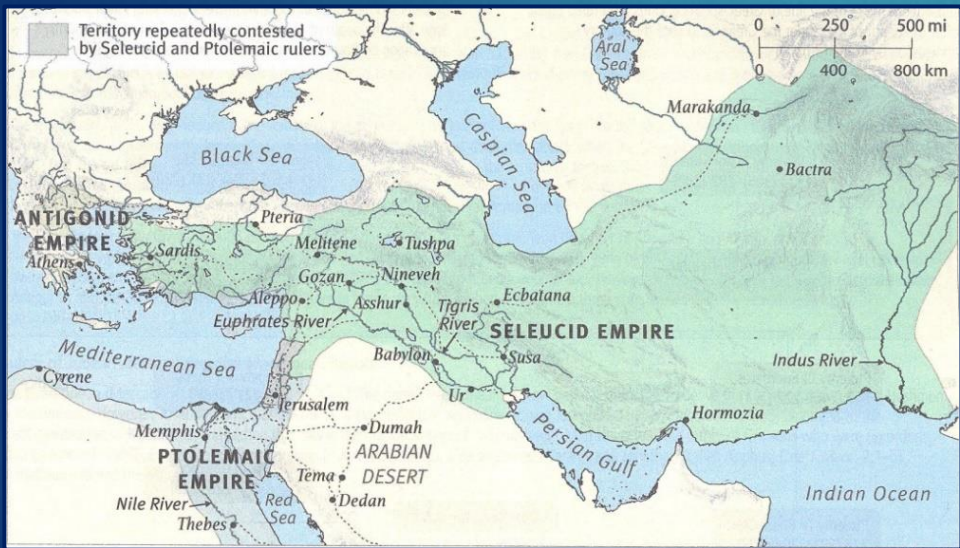 Territory repeatedly contested
by Seleucid and Ptolemaic rulers
0 250 500 mi
0 400 800 km
Aral
Sea
Marakanda
Caspian Sea
Black Sea
Bactra
ANTIGONID
EMPIRE
Pteria
Athens
Sardis
Melitene
Tushpa
Gozan
Nineveh
Aleppo
Asshur
Ecbatana
Euphrates River
Tigris
River
SELEUCID EMPIRE
Mediterranean Sea
Babylon
Susa
Indus River
Cyrene
Ur
Jerusalem
Hormozia
Memphis
Dumah
Persian Gulf
PTOLEMAIC
EMPIRE
ARABIAN
DESERT
Tema
Nile River
Red
Sea
Dedan
Indian Ocean
Thebes